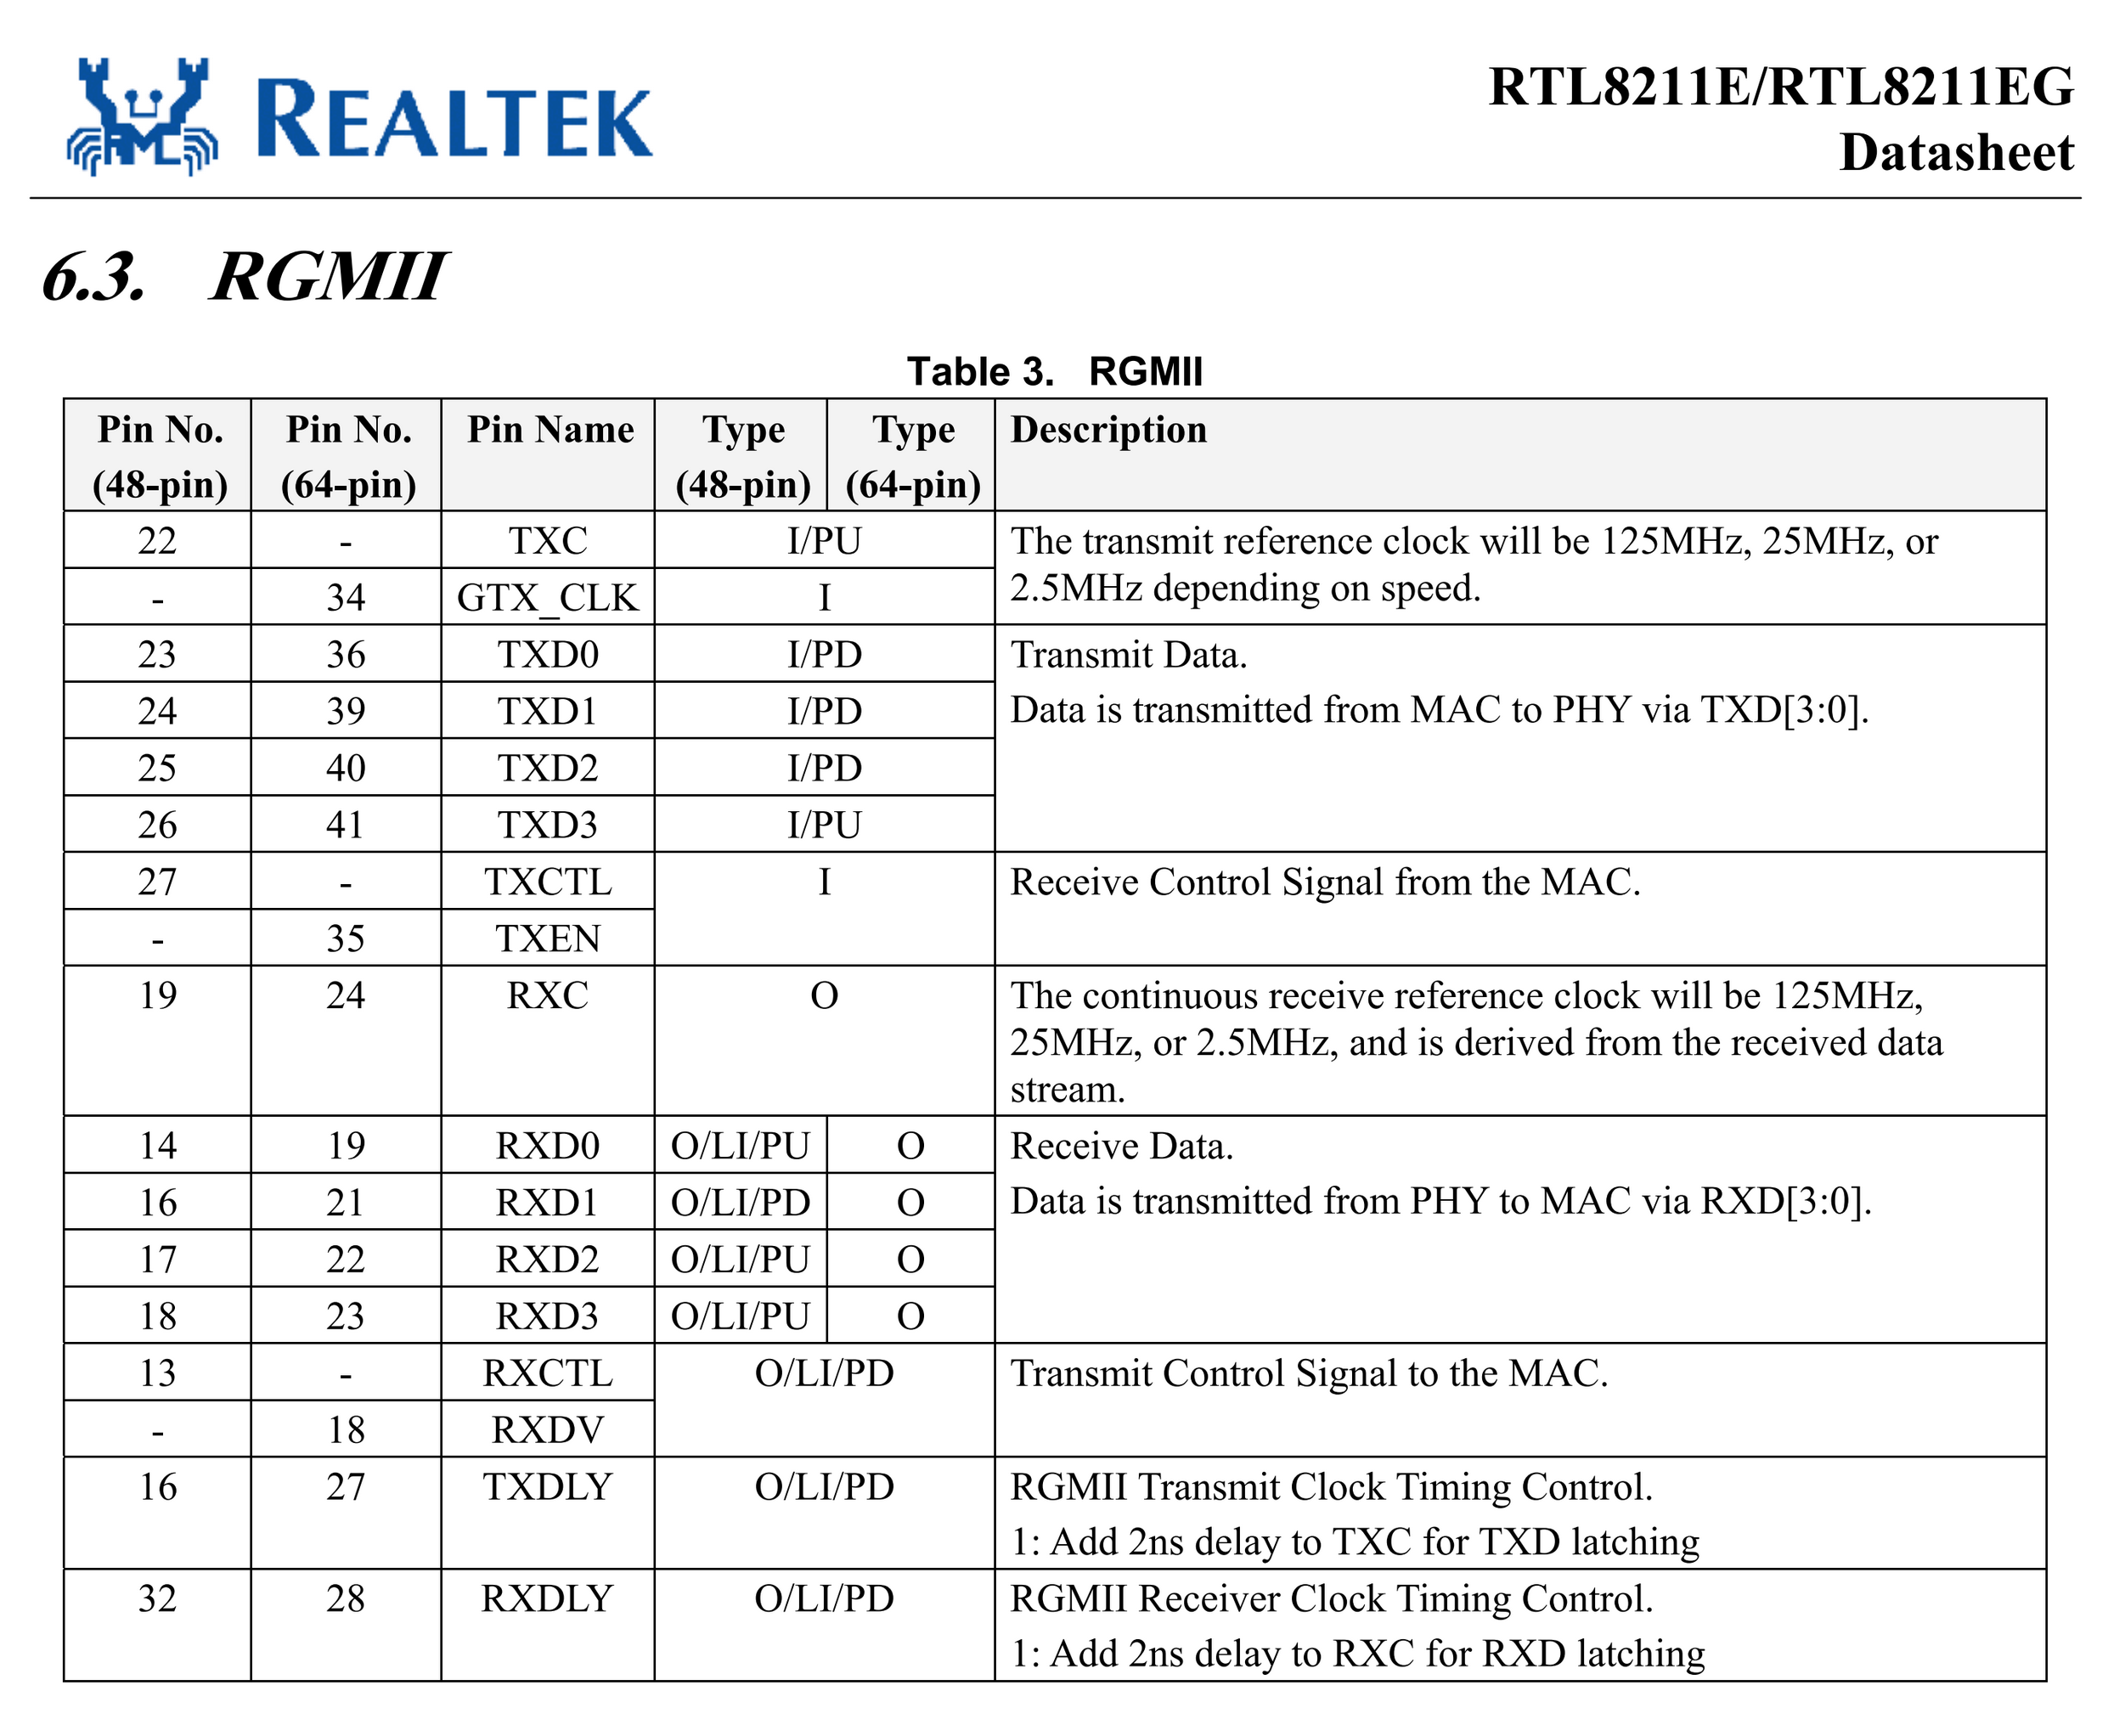 REALTEK
RTL8211E/RTL8211EG
Datasheet
6.3. RGMII
Table 3. RGMII
Pin No. (48-pin) Pin No. (64-pin) Pin Name Type (48-pin) Type (64-pin) Description
22 - TXC I/PU The transmit reference clock will be 125MHz, 25MHz, or
- 34 GTX_CLK I 2.5MHz depending on speed.
23 36 TXD0 I/PD Transmit Data.
24 39 TXD1 I/PD Data is transmitted from MAC to PHY via TXD[3:0].
25 40 TXD2 I/PD
26 41 TXD3 I/PU
27 - TXCTL I Receive Control Signal from the MAC.
- 35 TXEN
19 24 RXC O The continuous receive reference clock will be 125MHz,
25MHz, or 2.5MHz, and is derived from the received data
stream.
14 19 RXD0 O/LI/PU O Receive Data.
16 21 RXD1 O/LI/PD O Data is transmitted from PHY to MAC via RXD[3:0].
17 22 RXD2 O/LI/PU O
18 23 RXD3 O/LI/PU O
13 - RXCTL O/LI/PD Transmit Control Signal to the MAC.
- 18 RXDV
16 27 TXDLY O/LI/PD RGMII Transmit Clock Timing Control.
1: Add 2ns delay to TXC for TXD latching
32 28 RXDLY O/LI/PD RGMII Receiver Clock Timing Control.
1: Add 2ns delay to RXC for RXD latching